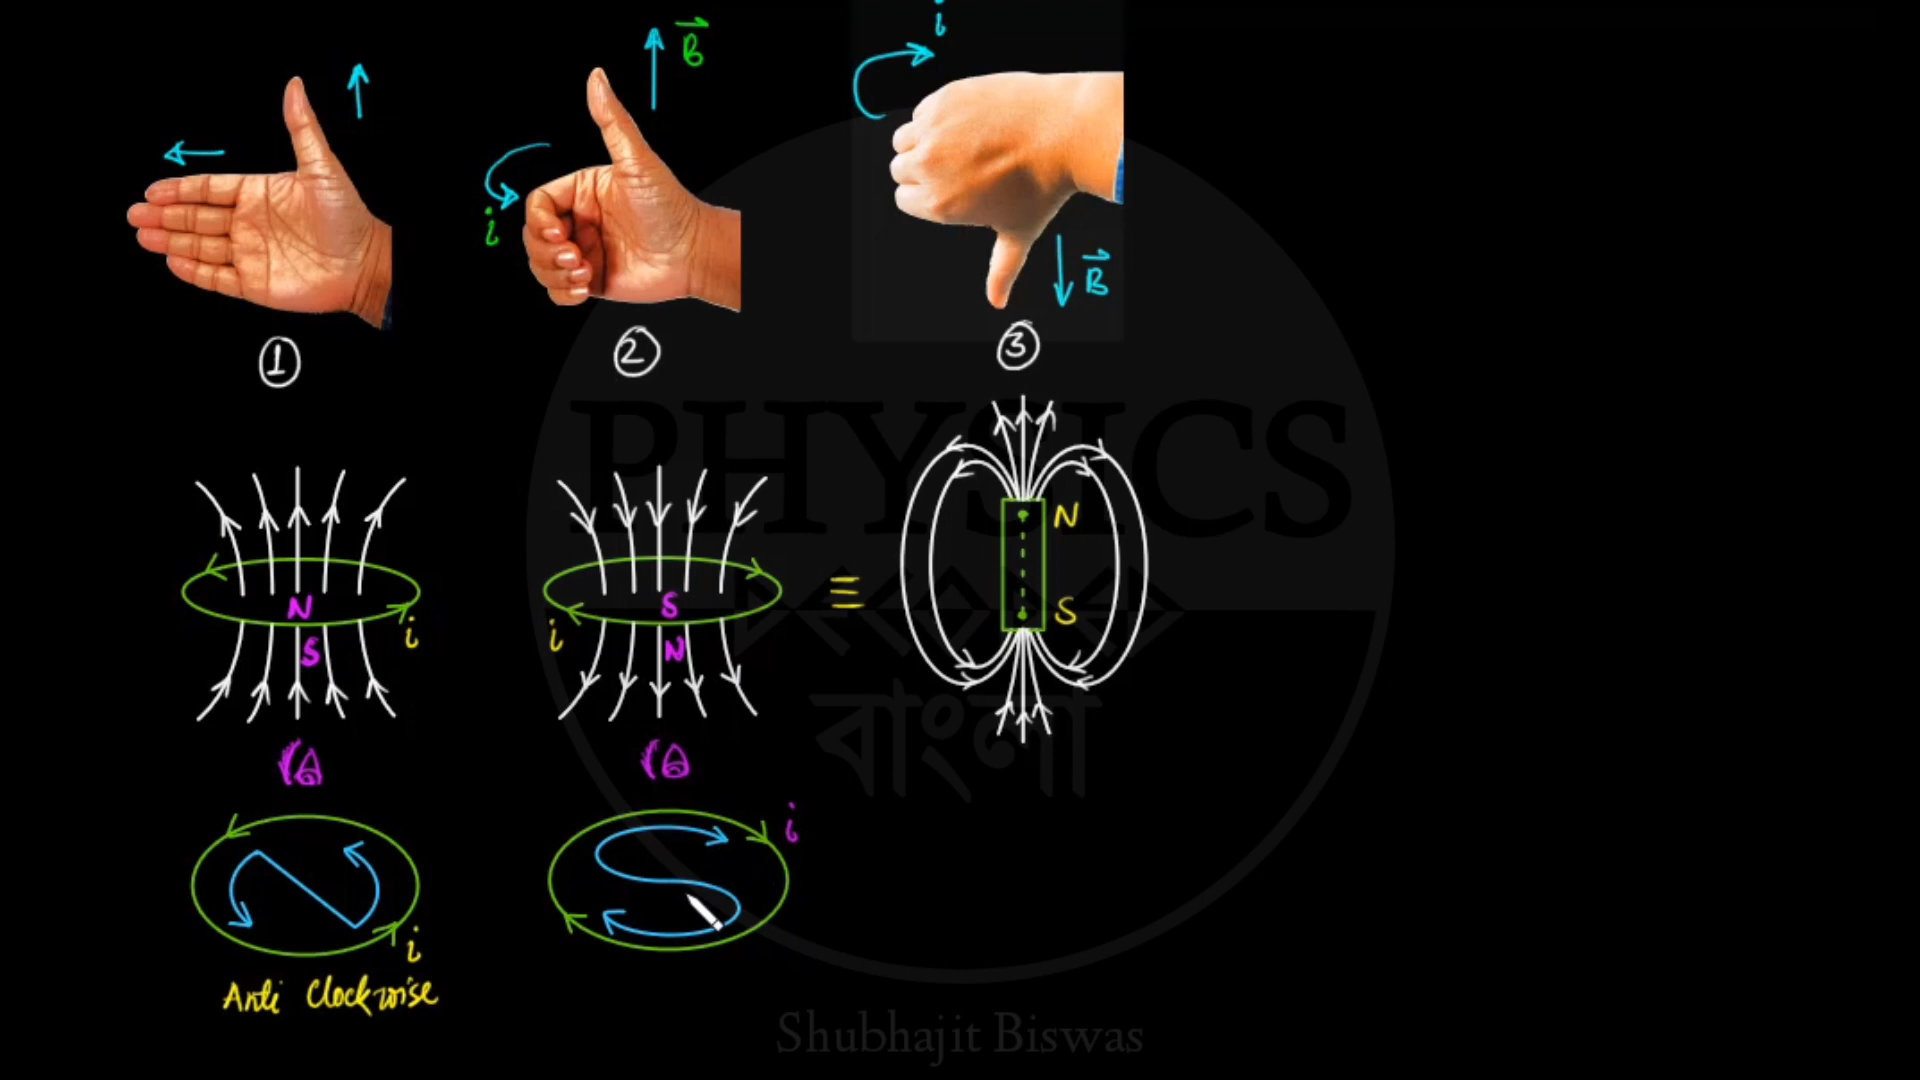 i
B
i
B
1
2
3
N
S
i
S
N
i
≡
N
S
i
N
i
S
Anti Clockwise
PHYSICS
বাংলা
Shubhajit Biswas